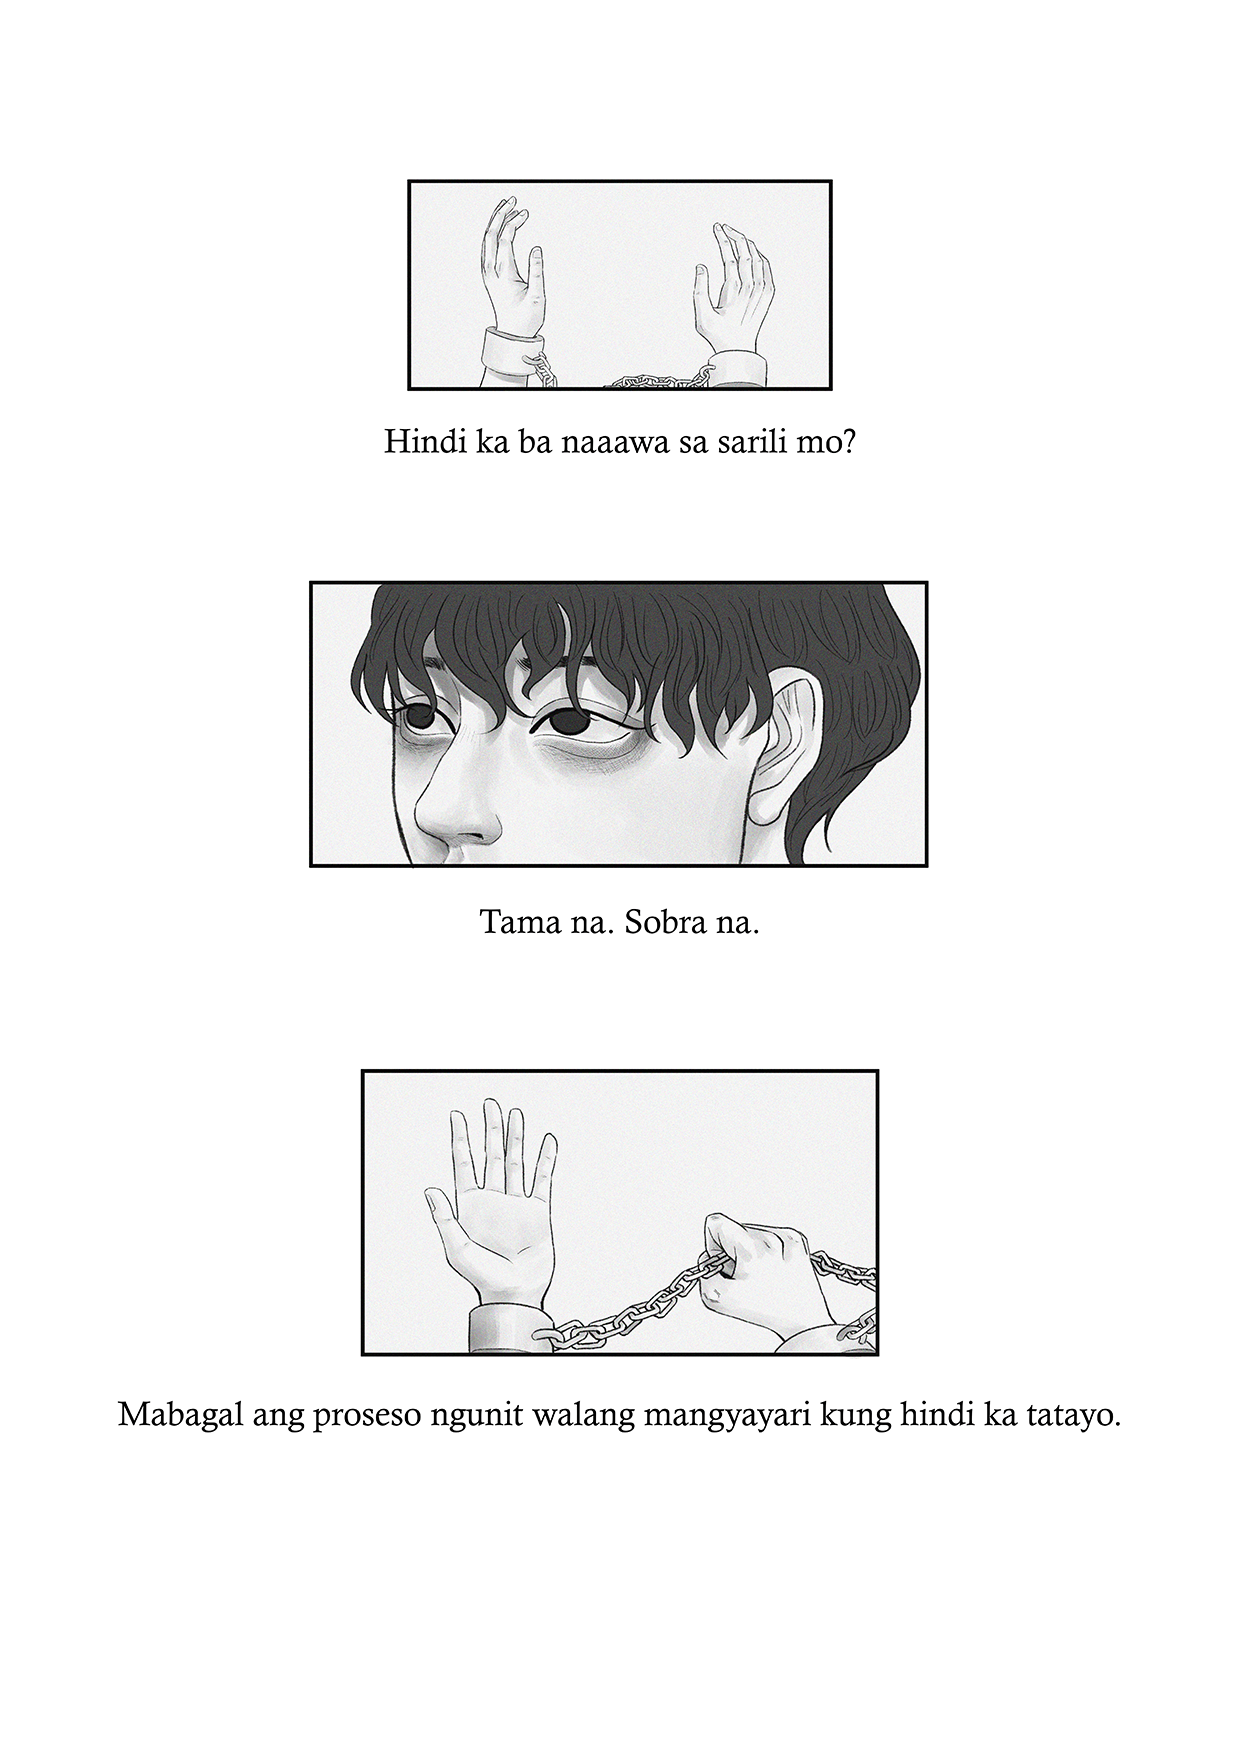 Hindi ka ba naaawa sa sarili mo?
Tama na. Sobra na.
Mabagal ang proseso ngunit walang mangyayari kung hindi ka tatayo.